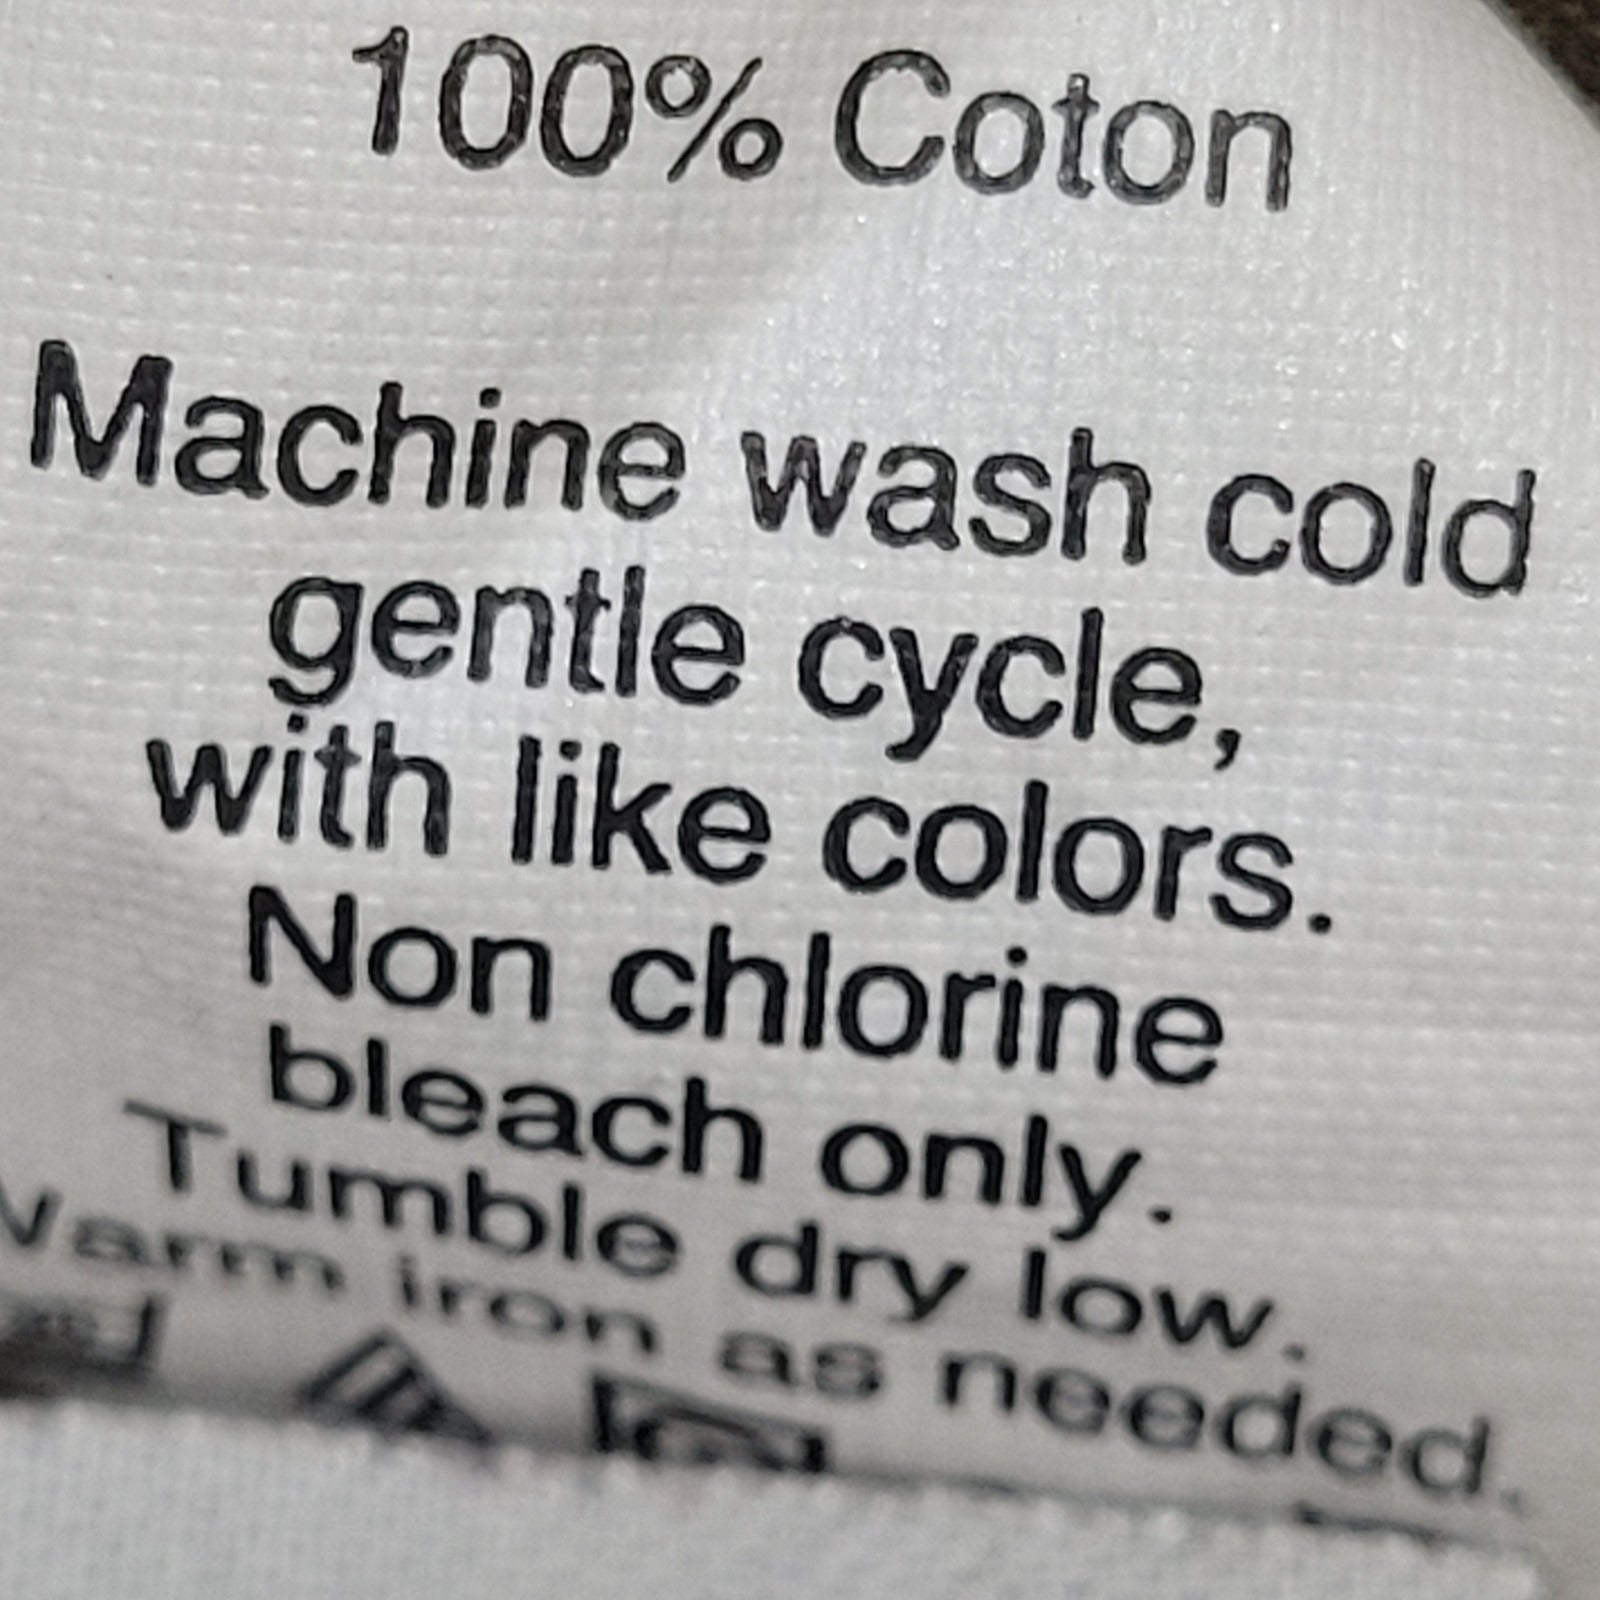 100% Coton
Machine wash cold
gentle cycle,
with like colors.
Non chlorine
bleach only.
Tumble dry low.
Warm iron as needed.